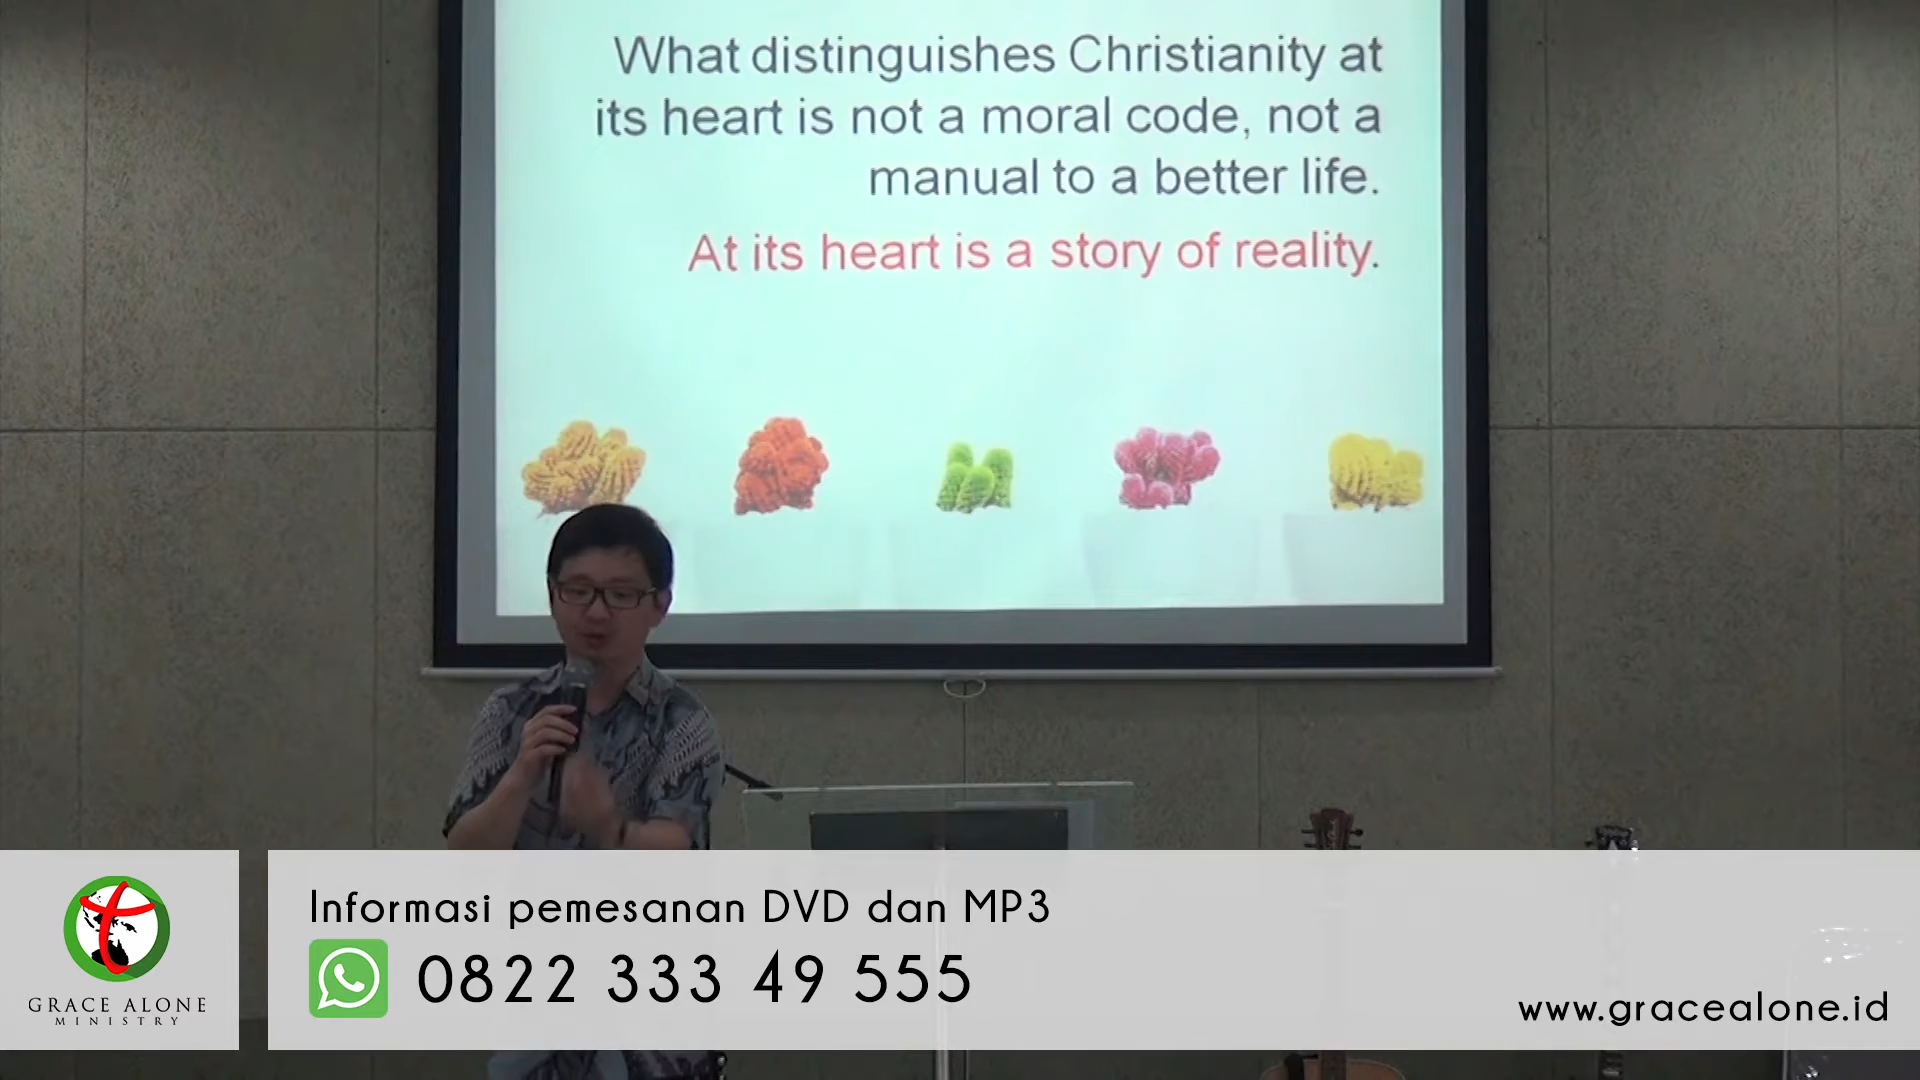 What distinguishes Christianity at
its heart is not a moral code, not a
manual to a better life.
At its heart is a story of reality.
Informasi pemesanan DVD dan MP3
0822 333 49 555
GRACE ALONE
MINISTRY
www.gracealone.id